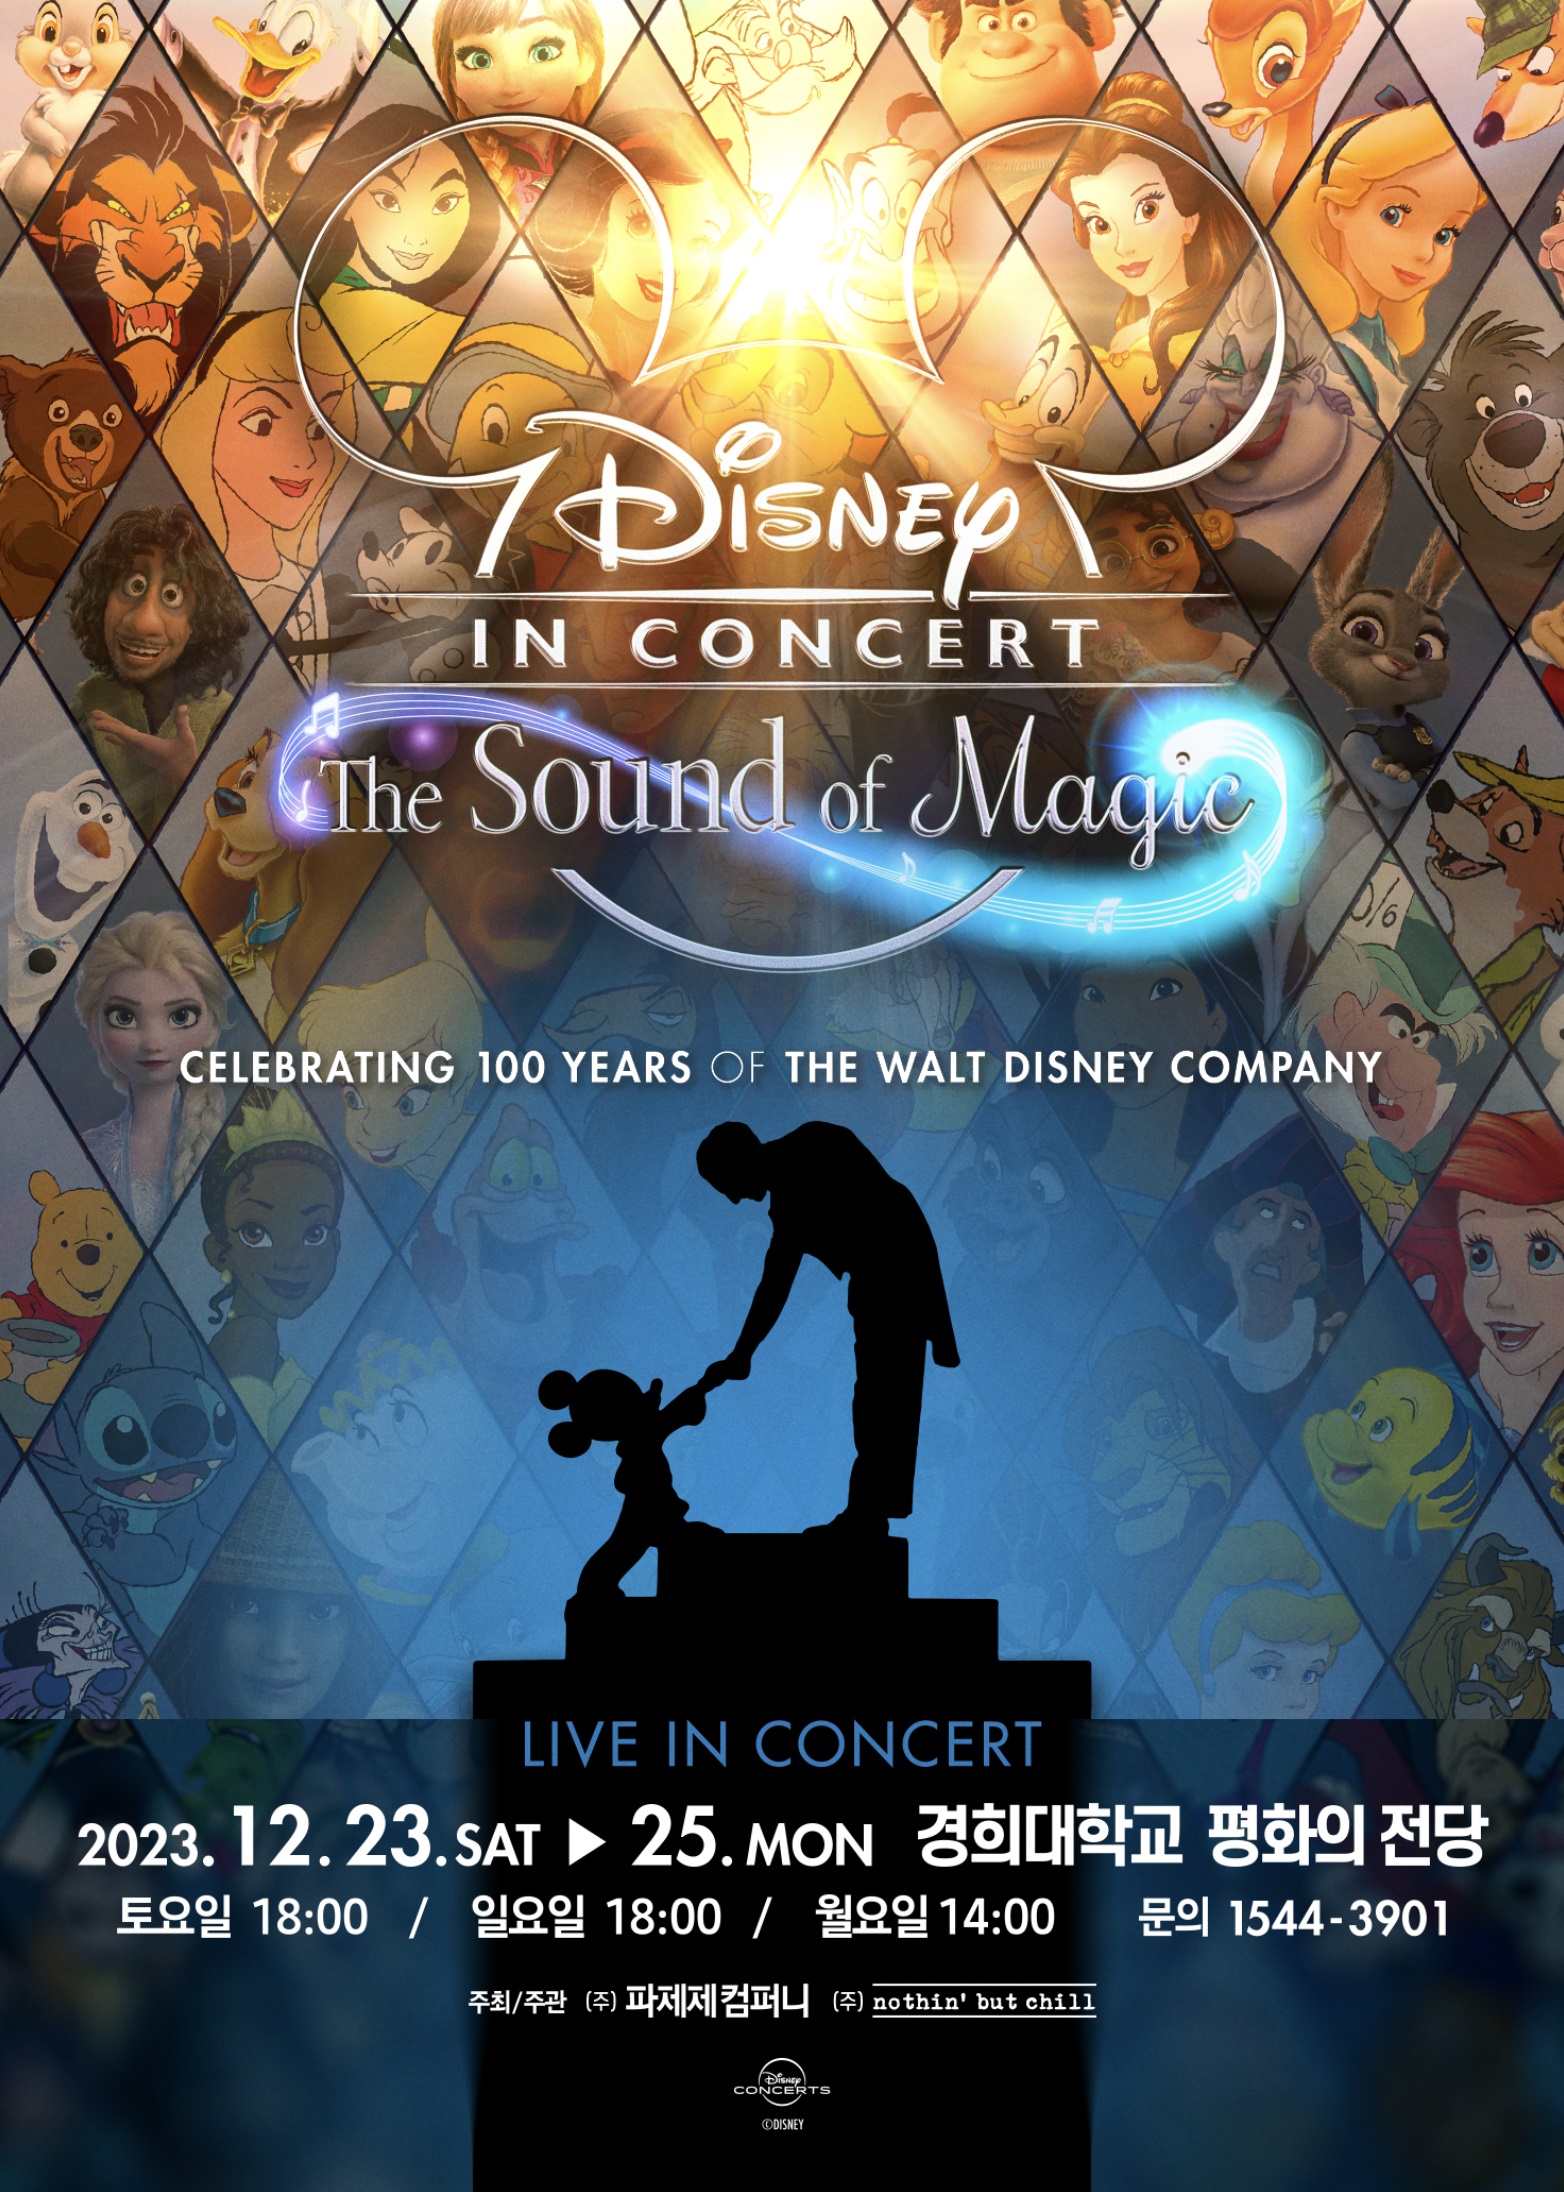 Disney
IN CONCERT
The Sound of Magic
CELEBRATING 100 YEARS OF THE WALT DISNEY COMPANY
LIVE IN CONCERT
2023. 12. 23. SAT ▶ 25. MON 경희대학교 평화의 전당
토요일 18:00 / 일요일 18:00 / 월요일 14:00 문의 1544-3901
주최/주관 (주) 파제제컴퍼니 (주) nothin' but chill
Disney
CONCERTS
©DISNEY